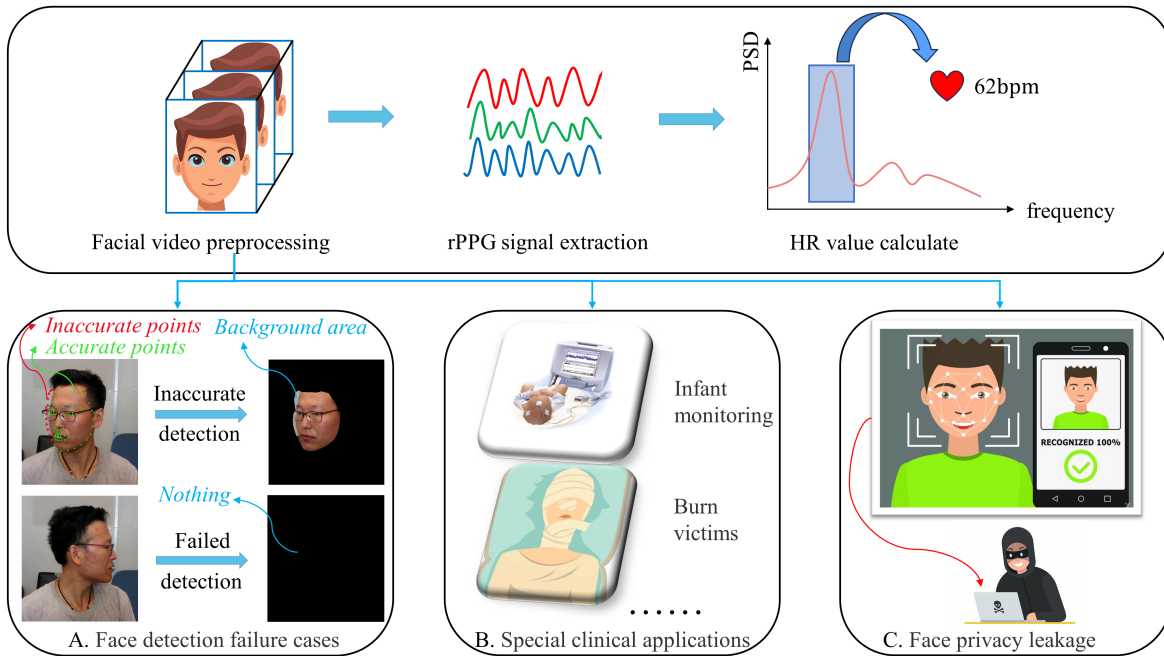 PSD
62bpm
frequency
Facial video preprocessing
rPPG signal extraction
HR value calculate
Inaccurate points
Accurate points
Background area
Inaccurate
detection
Nothing
Failed
detection
A. Face detection failure cases
Infant
monitoring
Burn
victims
......
B. Special clinical applications
RECOGNIZED 100%
C. Face privacy leakage